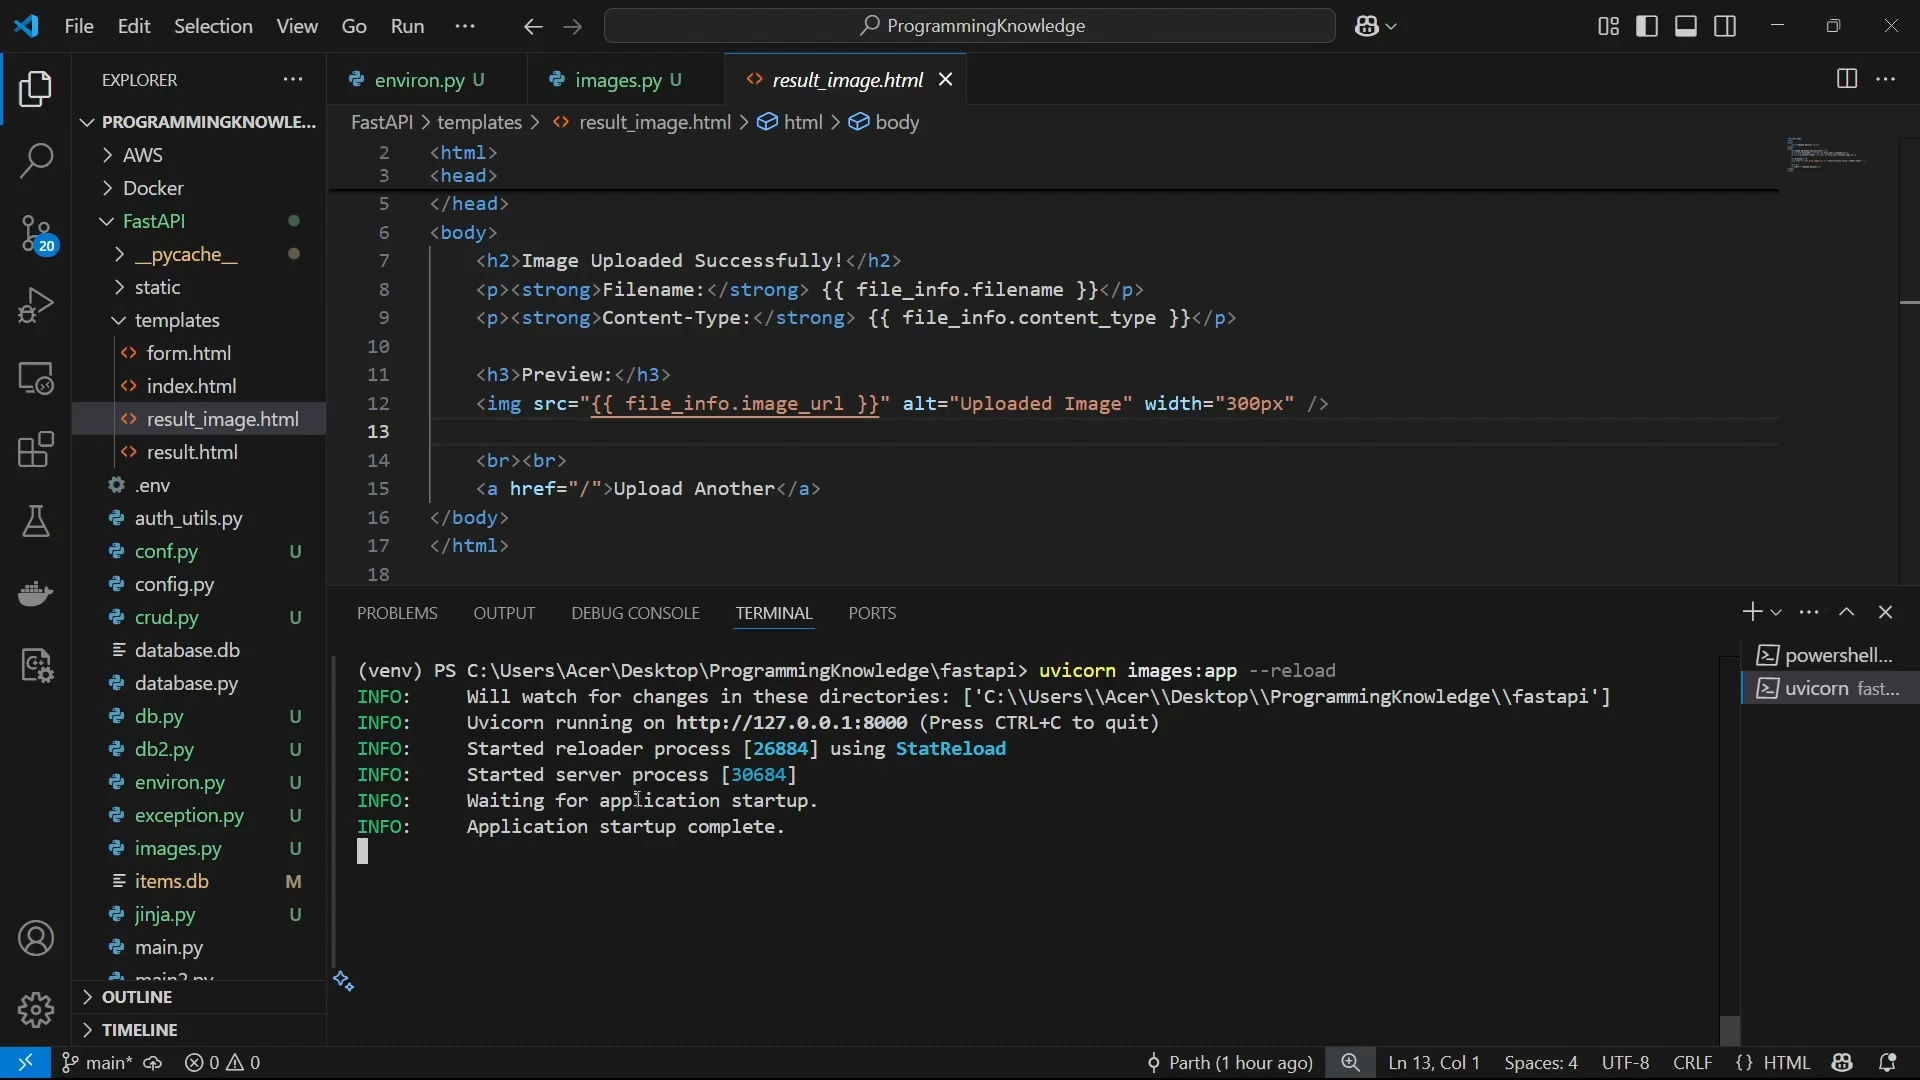 File Edit Selection View Go Run ...
ProgrammingKnowledge
EXPLORER
PROGRAMMINGKNOWLE...
AWS
Docker
FastAPI
__pycache__
static
templates
form.html
index.html
result_image.html
result.html
.env
auth_utils.py
conf.py U
config.py
crud.py U
database.db
database.py
db.py U
db2.py U
environ.py U
exception.py U
images.py U
items.db M
jinja.py U
main.py
main2.py
OUTLINE
TIMELINE
20
environ.py U images.py U result_image.html
FastAPI > templates > result_image.html > html > body
2 <html>
3 <head>
5 </head>
6 <body>
7 <h2>Image Uploaded Successfully!</h2>
8 <p><strong>Filename:</strong> {{ file_info.filename }}</p>
9 <p><strong>Content-Type:</strong> {{ file_info.content_type }}</p>
10
11 <h3>Preview:</h3>
12 <img src="{{ file_info.image_url }}" alt="Uploaded Image" width="300px" />
13
14 <br><br>
15 <a href="/">Upload Another</a>
16 </body>
17 </html>
18
PROBLEMS OUTPUT DEBUG CONSOLE TERMINAL PORTS
(venv) PS C:\Users\Acer\Desktop\ProgrammingKnowledge\fastapi> uvicorn images:app --reload
INFO: Will watch for changes in these directories: ['C:\\Users\\Acer\\Desktop\\ProgrammingKnowledge\\fastapi']
INFO: Uvicorn running on http://127.0.0.1:8000 (Press CTRL+C to quit)
INFO: Started reloader process [26884] using StatReload
INFO: Started server process [30684]
INFO: Waiting for application startup.
INFO: Application startup complete.
powershell...
uvicorn fast...
main* 0 0 Parth (1 hour ago) Ln 13, Col 1 Spaces: 4 UTF-8 CRLF {} HTML